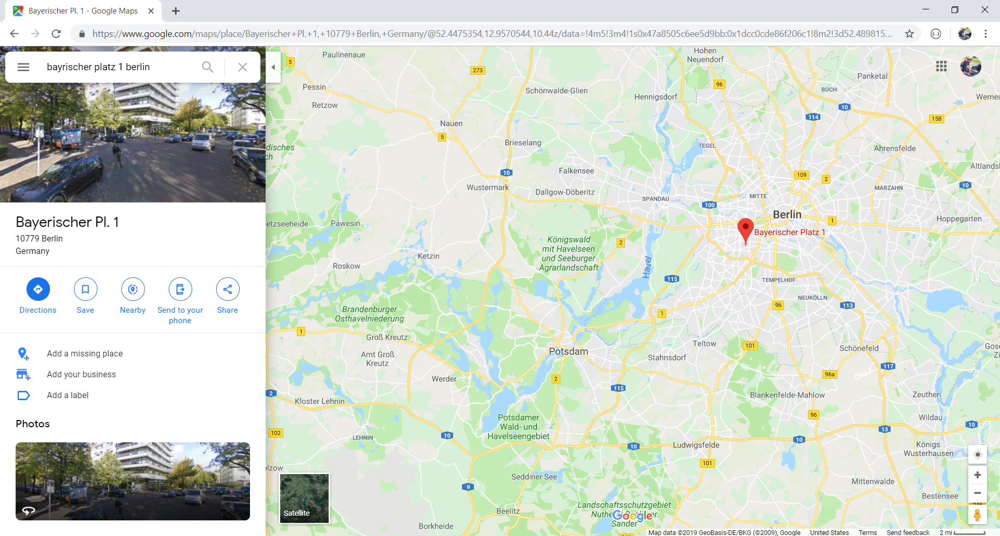 Bayerischer Pl. 1 - Google Maps
https://www.google.com/maps/place/Bayerischer+Pl.+1,+10779+Berlin,+Germany/@52.4475354,12.9570544,10.44z/data=!4m5!3m4!1s0x47a8505c6ee5d9bb:0x1dcc0cde86f206c1!8m2!3d52.489815...
bayrischer platz 1 berlin
Bayerischer Pl. 1
10779 Berlin
Germany
Directions
Save
Nearby
Send to your
phone
Share
Add a missing place
Add your business
Add a label
Photos
Paulinenaue
5
273
Hohen
Neuendorf
96
Panketal
Pessin
Schönwalde-Glien
Hennigsdorf
BUCH
Werneu
Retzow
10
114
158
Nauen
5
Brieselang
TEGEL
Ahrensfelde
disches
ch
10
Falkensee
109
2
Altlandsl
Wustermark
Dallgow-Döberitz
SPANDAU
MITTE
MARZAHN
10
100
Berlin
Hoppegarten
etzseeheide
Päwesin
1
Bayerischer Platz 1
Königswald
mit Havelseen
und Seeburger
Agrarlandschaft
2
Ketzin
Roskow
Havel
115
TEMPELHOF
NEUKÖLLN
96
113
Brandenburger
Osthavelniederung
1
1
Groß Kreutz
Teltow
101
Schönefeld
Gose
Zi
Amt Groß
Kreutz
Potsdam
Stahnsdorf
117
Werder
2
96a
2
115
Blankenfelde-Mahlow
Zeuthen
Kloster Lehnin
96
Wildau
Potsdamer
Wald- und
Havelseengebiet
102
10
13
10
LEHNIN
10
10
Ludwigsfelde
Königs
Wusterhausen
101
olzow
Seddiner See
9
Mittenwalde
Bestensee
246
Landschaftsschutzgebiet
Sander
Beelitz
Borkheide
Satellite
Google
Map data ©2019 GeoBasis-DE/BKG (©2009), Google
United States
Terms
Send feedback
2 mi